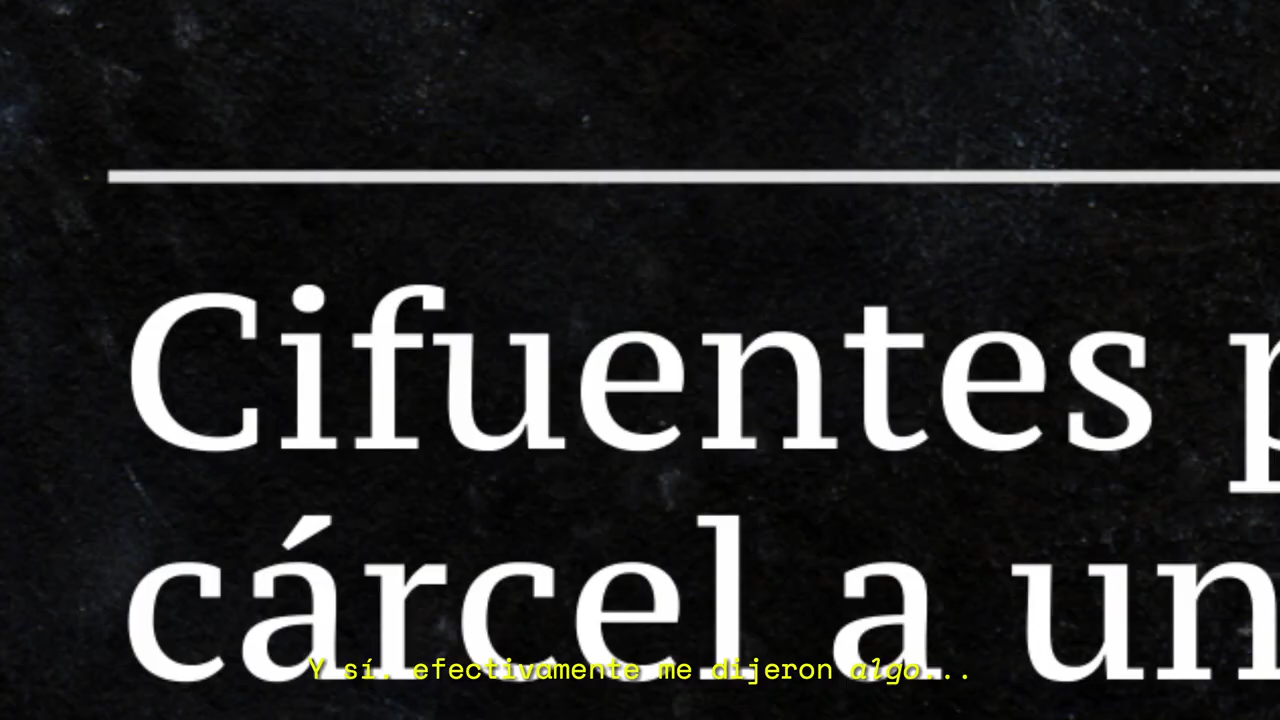 Cifuentes p
cárcel a un
Y sí. efectivamente me dijeron algo...